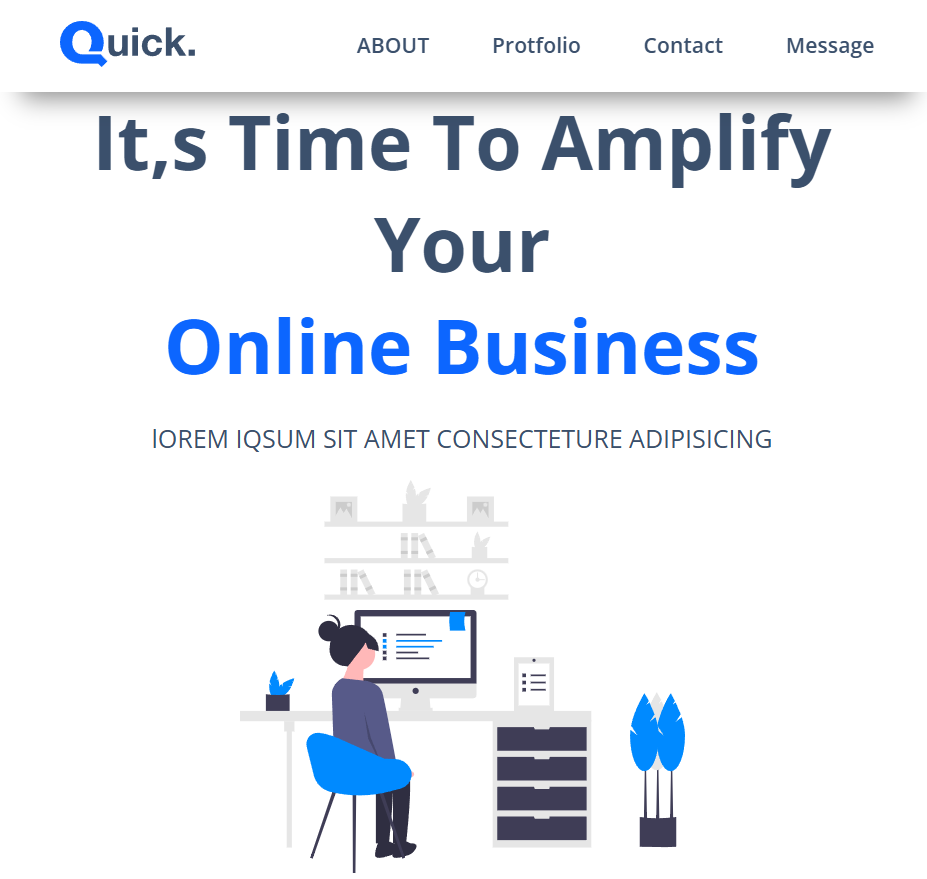 Quick.
ABOUT Protfolio Contact Message
It,s Time To Amplify
Your
Online Business
lOREM IQSUM SIT AMET CONSECTETURE ADIPISICING